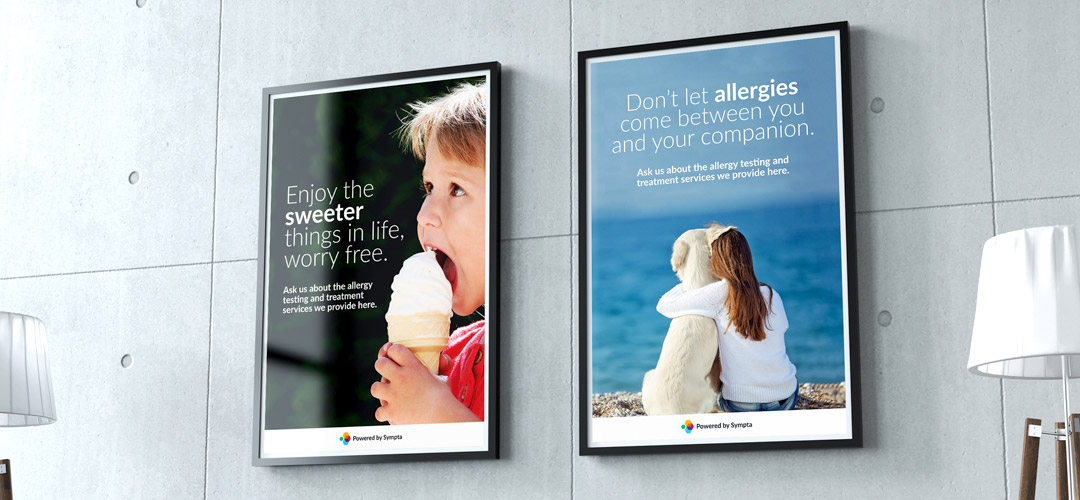 Enjoy the
sweeter
things in life,
worry free.
Ask us about the allergy
testing and treatment
services we provide here.
Powered by Sympta
Don't let allergies
come between you
and your companion.
Ask us about the allergy testing and
treatment services we provide here.
Powered by Sympta